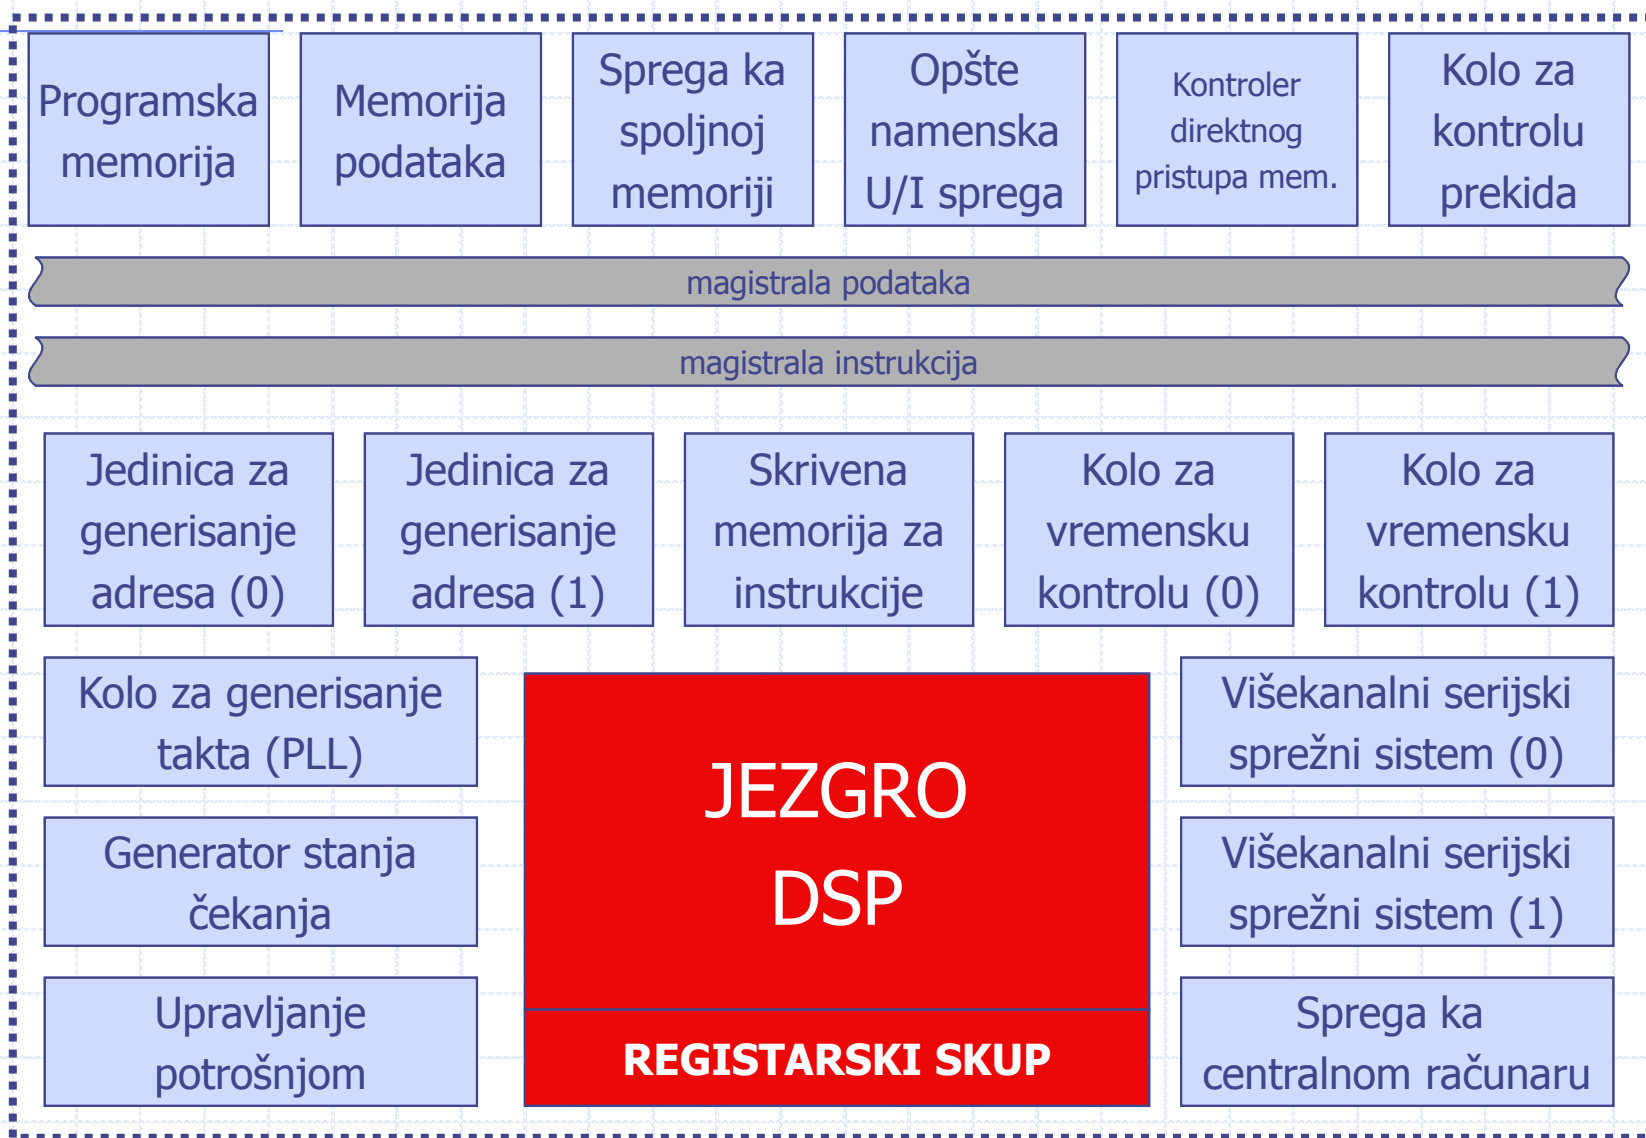 Programska
memorija
Memorija
podataka
Sprega ka
spoljnoj
memoriji
Opšte
namenska
U/I sprega
Kontroler
direktnog
pristupa mem.
Kolo za
kontrolu
prekida
magistrala podataka
magistrala instrukcija
Jedinica za
generisanje
adresa (0)
Jedinica za
generisanje
adresa (1)
Skrivena
memorija za
instrukcije
Kolo za
vremensku
kontrolu (0)
Kolo za
vremensku
kontrolu (1)
Kolo za generisanje
takta (PLL)
Generator stanja
čekanja
Upravljanje
potrošnjom
JEZGRO
DSP
REGISTARSKI SKUP
Višekanalni serijski
sprežni sistem (0)
Višekanalni serijski
sprežni sistem (1)
Sprega ka
centralnom računaru